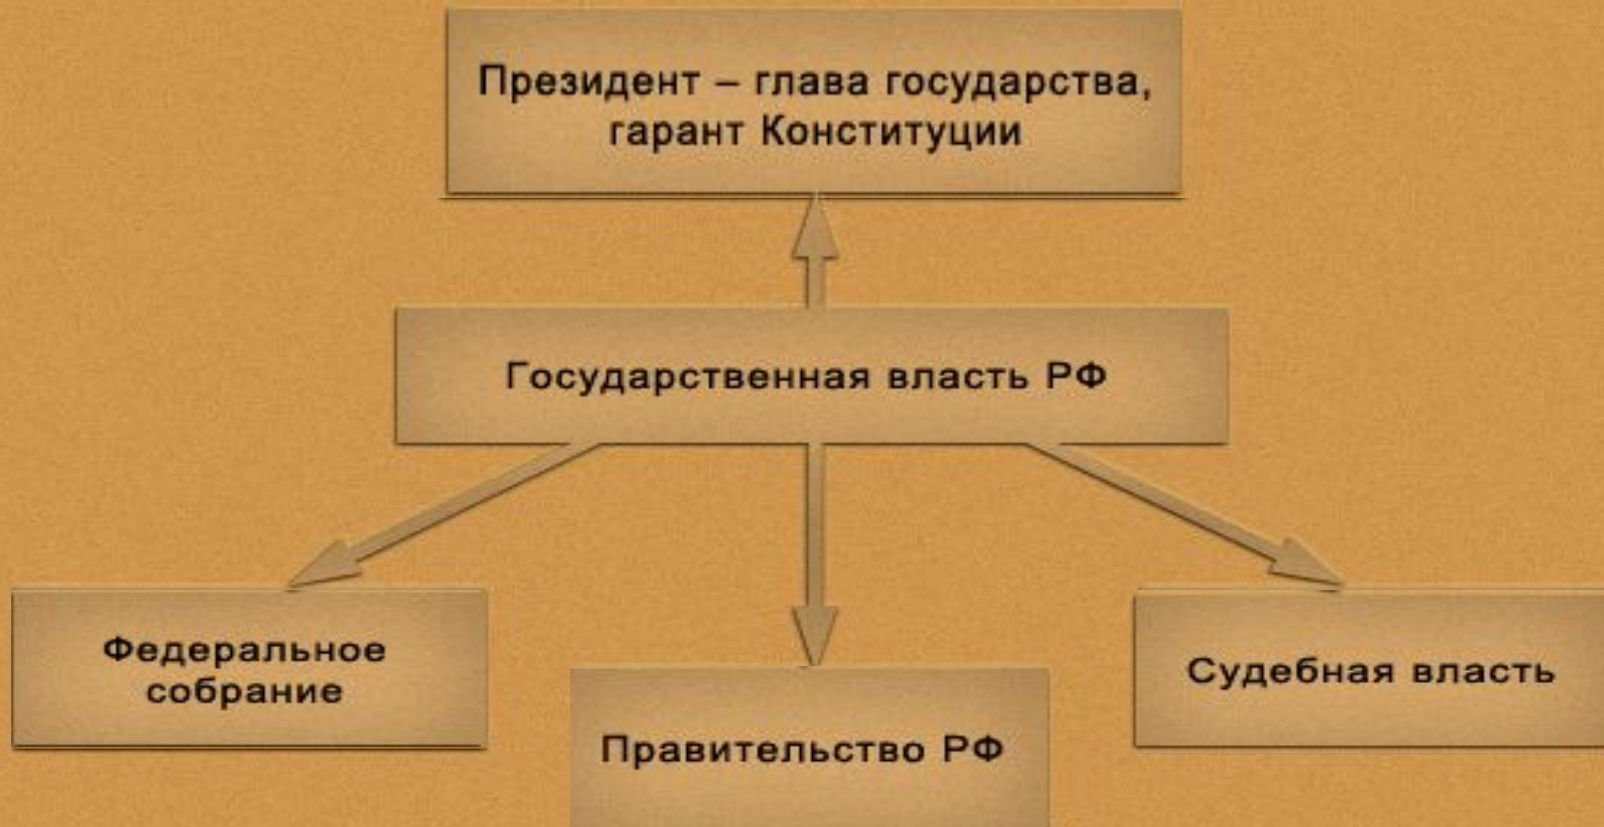 Президент – глава государства,
гарант Конституции
Государственная власть РФ
Федеральное
собрание
Судебная власть
Правительство РФ